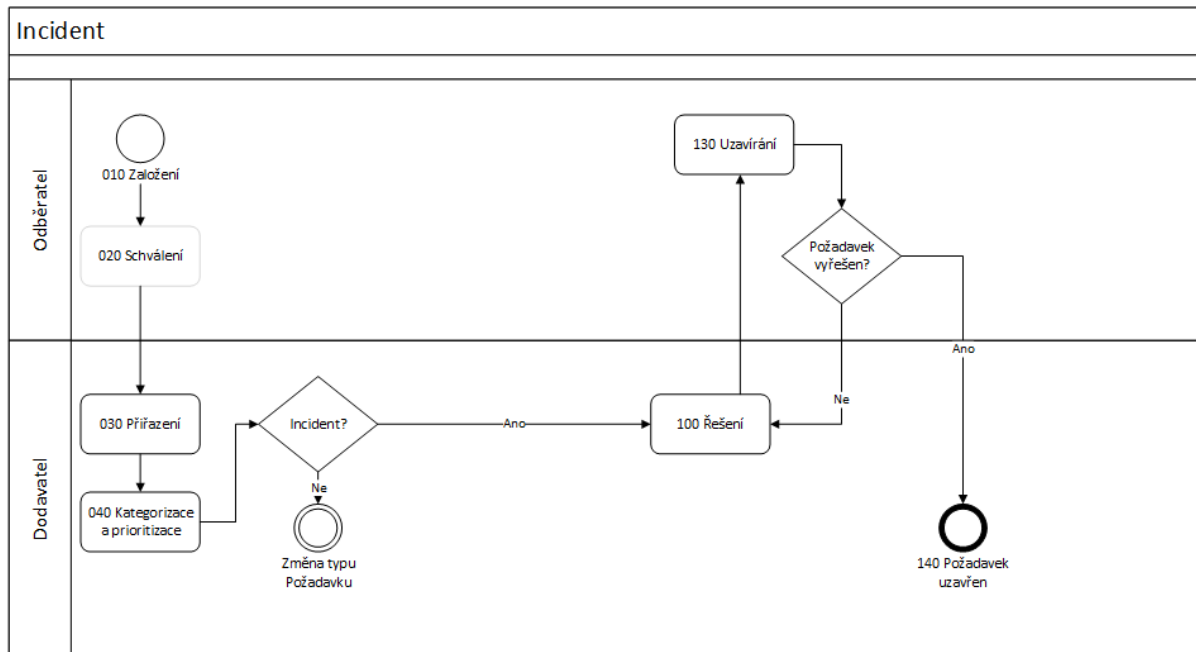 Incident
Odběratel
010 Založení
020 Schválení
130 Uzavírání
Požadavek
vyřešen?
Ano
Ne
Dodavatel
030 Přiřazení
040 Kategorizace
a prioritizace
Incident?
Ano
Ne
Změna typu
Požadavku
100 Řešení
140 Požadavek
uzavřen